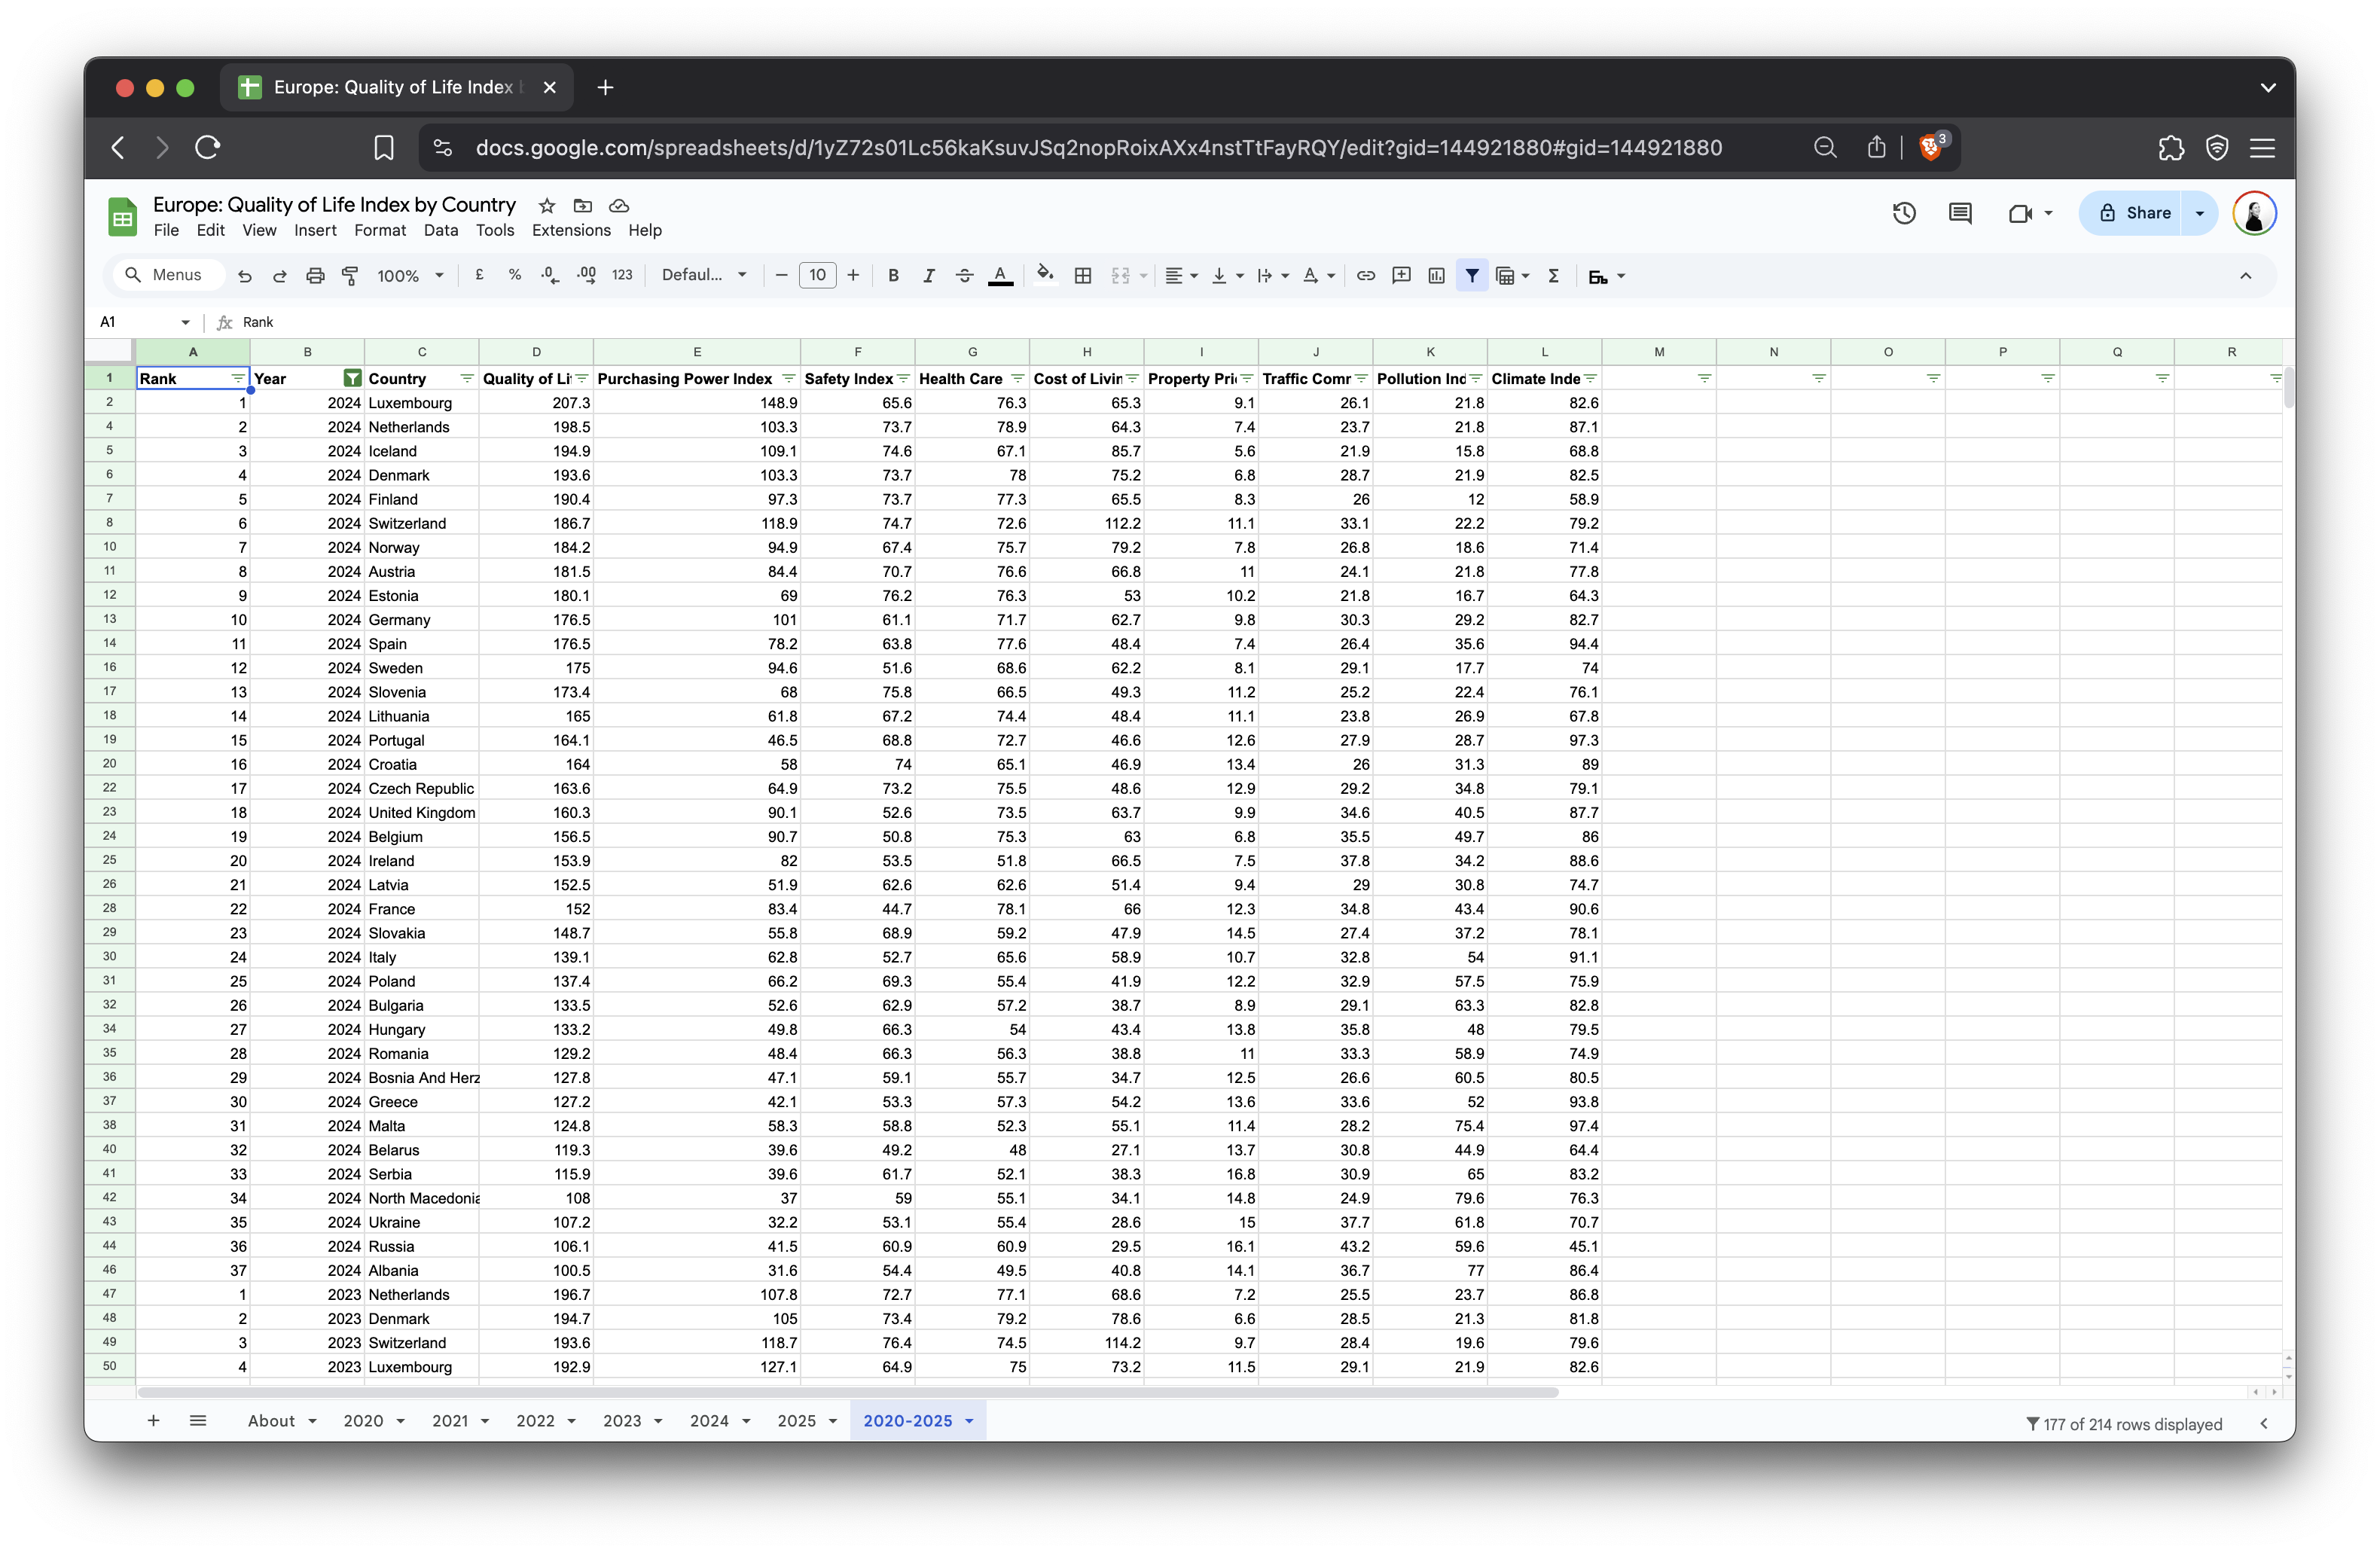 Europe: Quality of Life Index
docs.google.com/spreadsheets/d/1yZ72s01Lc56kaKsuvJSq2nopRoixAXx4nstTtFayRQY/edit?gid=144921880#gid=144921880 3
Europe: Quality of Life Index by Country
File Edit View Insert Format Data Tools Extensions Help
Share
Menus 100% £ % .0 .00 123 Defaul... 10 B I A
A1 fx Rank
A B C D E F G H I J K L M N O P Q R
1 Rank Year Country Quality of Li Purchasing Power Index Safety Index Health Care Cost of Livin Property Pri Traffic Comr Pollution Ind Climate Inde
2 1 2024 Luxembourg 207.3 148.9 65.6 76.3 65.3 9.1 26.1 21.8 82.6
4 2 2024 Netherlands 198.5 103.3 73.7 78.9 64.3 7.4 23.7 21.8 87.1
5 3 2024 Iceland 194.9 109.1 74.6 67.1 85.7 5.6 21.9 15.8 68.8
6 4 2024 Denmark 193.6 103.3 73.7 78 75.2 6.8 28.7 21.9 82.5
7 5 2024 Finland 190.4 97.3 73.7 77.3 65.5 8.3 26 12 58.9
8 6 2024 Switzerland 186.7 118.9 74.7 72.6 112.2 11.1 33.1 22.2 79.2
10 7 2024 Norway 184.2 94.9 67.4 75.7 79.2 7.8 26.8 18.6 71.4
11 8 2024 Austria 181.5 84.4 70.7 76.6 66.8 11 24.1 21.8 77.8
12 9 2024 Estonia 180.1 69 76.2 76.3 53 10.2 21.8 16.7 64.3
13 10 2024 Germany 176.5 101 61.1 71.7 62.7 9.8 30.3 29.2 82.7
14 11 2024 Spain 176.5 78.2 63.8 77.6 48.4 7.4 26.4 35.6 94.4
16 12 2024 Sweden 175 94.6 51.6 68.6 62.2 8.1 29.1 17.7 74
17 13 2024 Slovenia 173.4 68 75.8 66.5 49.3 11.2 25.2 22.4 76.1
18 14 2024 Lithuania 165 61.8 67.2 74.4 48.4 11.1 23.8 26.9 67.8
19 15 2024 Portugal 164.1 46.5 68.8 72.7 46.6 12.6 27.9 28.7 97.3
20 16 2024 Croatia 164 58 74 65.1 46.9 13.4 26 31.3 89
22 17 2024 Czech Republic 163.6 64.9 73.2 75.5 48.6 12.9 29.2 34.8 79.1
23 18 2024 United Kingdom 160.3 90.1 52.6 73.5 63.7 9.9 34.6 40.5 87.7
24 19 2024 Belgium 156.5 90.7 50.8 75.3 63 6.8 35.5 49.7 86
25 20 2024 Ireland 153.9 82 53.5 51.8 66.5 7.5 37.8 34.2 88.6
26 21 2024 Latvia 152.5 51.9 62.6 62.6 51.4 9.4 29 30.8 74.7
28 22 2024 France 152 83.4 44.7 78.1 66 12.3 34.8 43.4 90.6
29 23 2024 Slovakia 148.7 55.8 68.9 59.2 47.9 14.5 27.4 37.2 78.1
30 24 2024 Italy 139.1 62.8 52.7 65.6 58.9 10.7 32.8 54 91.1
31 25 2024 Poland 137.4 66.2 69.3 55.4 41.9 12.2 32.9 57.5 75.9
32 26 2024 Bulgaria 133.5 52.6 62.9 57.2 38.7 8.9 29.1 63.3 82.8
34 27 2024 Hungary 133.2 49.8 66.3 54 43.4 13.8 35.8 48 79.5
35 28 2024 Romania 129.2 48.4 66.3 56.3 38.8 11 33.3 58.9 74.9
36 29 2024 Bosnia And Herz 127.8 47.1 59.1 55.7 34.7 12.5 26.6 60.5 80.5
37 30 2024 Greece 127.2 42.1 53.3 57.3 54.2 13.6 33.6 52 93.8
38 31 2024 Malta 124.8 58.3 58.8 52.3 55.1 11.4 28.2 75.4 97.4
40 32 2024 Belarus 119.3 39.6 49.2 48 27.1 13.7 30.8 44.9 64.4
41 33 2024 Serbia 115.9 39.6 61.7 52.1 38.3 16.8 30.9 65 83.2
42 34 2024 North Macedonia 108 37 59 55.1 34.1 14.8 24.9 79.6 76.3
43 35 2024 Ukraine 107.2 32.2 53.1 55.4 28.6 15 37.7 61.8 70.7
44 36 2024 Russia 106.1 41.5 60.9 60.9 29.5 16.1 43.2 59.6 45.1
46 37 2024 Albania 100.5 31.6 54.4 49.5 40.8 14.1 36.7 77 86.4
47 1 2023 Netherlands 196.7 107.8 72.7 77.1 68.6 7.2 25.5 23.7 86.8
48 2 2023 Denmark 194.7 105 73.4 79.2 78.6 6.6 28.5 21.3 81.8
49 3 2023 Switzerland 193.6 118.7 76.4 74.5 114.2 9.7 28.4 19.6 79.6
50 4 2023 Luxembourg 192.9 127.1 64.9 75 73.2 11.5 29.1 21.9 82.6
About 2020 2021 2022 2023 2024 2025 2020-2025 177 of 214 rows displayed